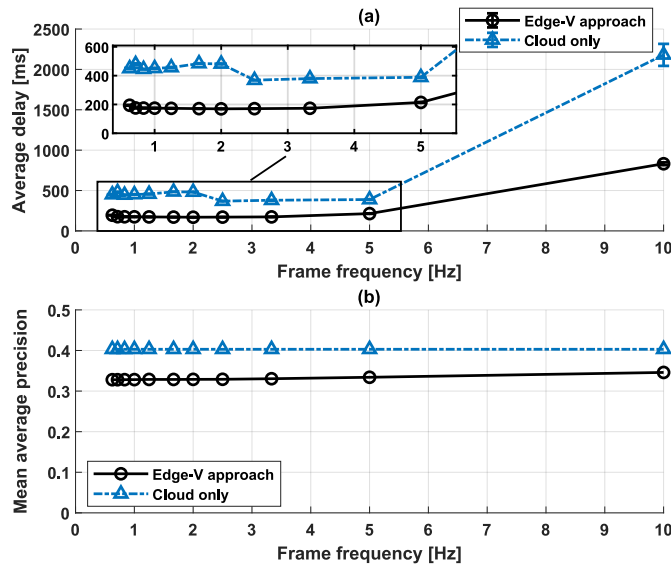 (a)
Edge-V approach
Cloud only
Average delay [ms]
2500
2000
1500
1000
500
0
600
400
200
0
1 2 3 4 5
0 1 2 3 4 5 6 7 8 9 10
Frame frequency [Hz]
(b)
Mean average precision
0.5
0.4
0.3
0.2
0.1
0
Edge-V approach
Cloud only
0 1 2 3 4 5 6 7 8 9 10
Frame frequency [Hz]